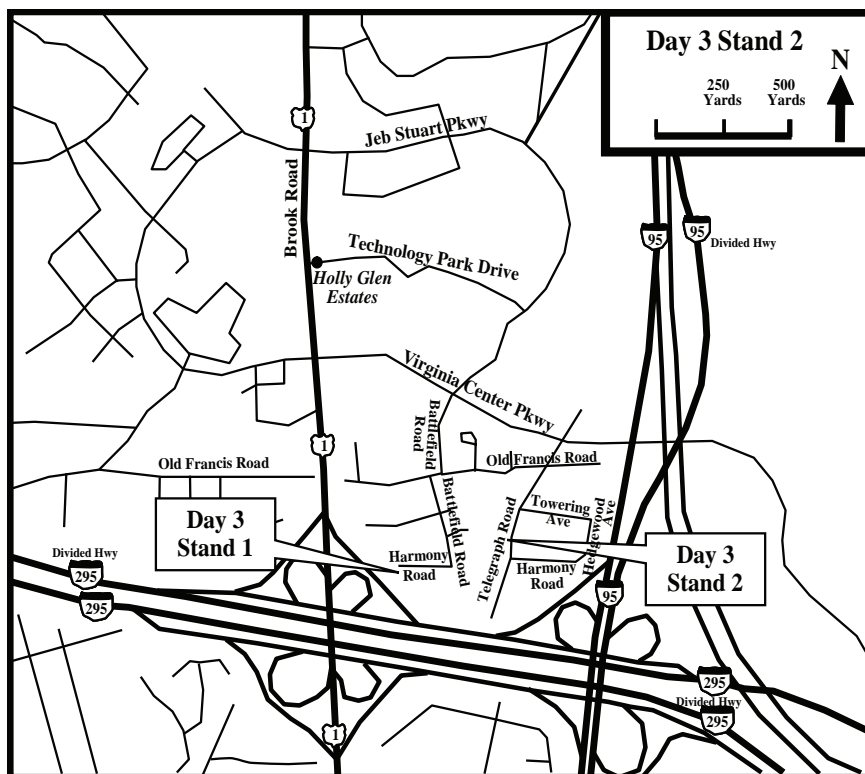 Day 3 Stand 2
250
Yards
500
Yards
N
1
Jeb Stuart Pkwy
Brook Road
95
95
Divided Hwy
Technology Park Drive
Holly Glen
Estates
Virginia Center Pkwy
Battlefield
Road
1
Old Francis Road
Old Francis Road
Battlefield Road
Telegraph Road
Towering
Ave
Hedgewood
Ave
Day 3
Stand 1
Harmony
Road
Harmony
Road
Day 3
Stand 2
Divided Hwy
295
295
95
295
Divided Hwy
295
1